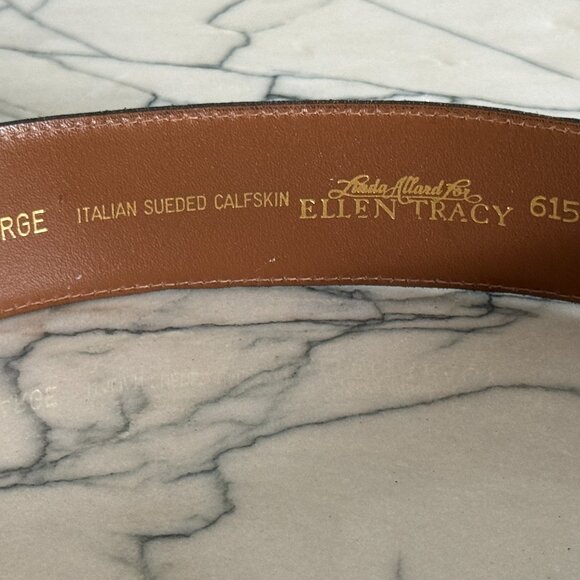 RGE
ITALIAN SUEDED CALFSKIN
Linda Allard for
ELLEN TRACY
615